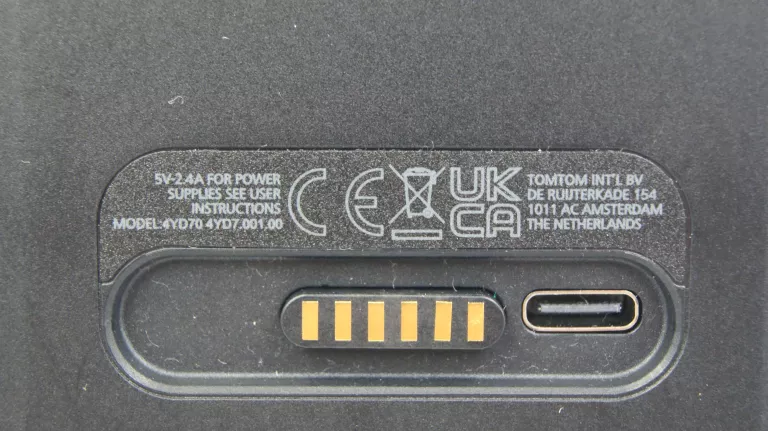 5V-2.4A FOR POWER
SUPPLIES SEE USER
INSTRUCTIONS
MODEL:4YD70 4YD7.001.00
CE
UK
CA
TOMTOM INT'L BV
DE RUIJTERKADE 154
1011 AC AMSTERDAM
THE NETHERLANDS